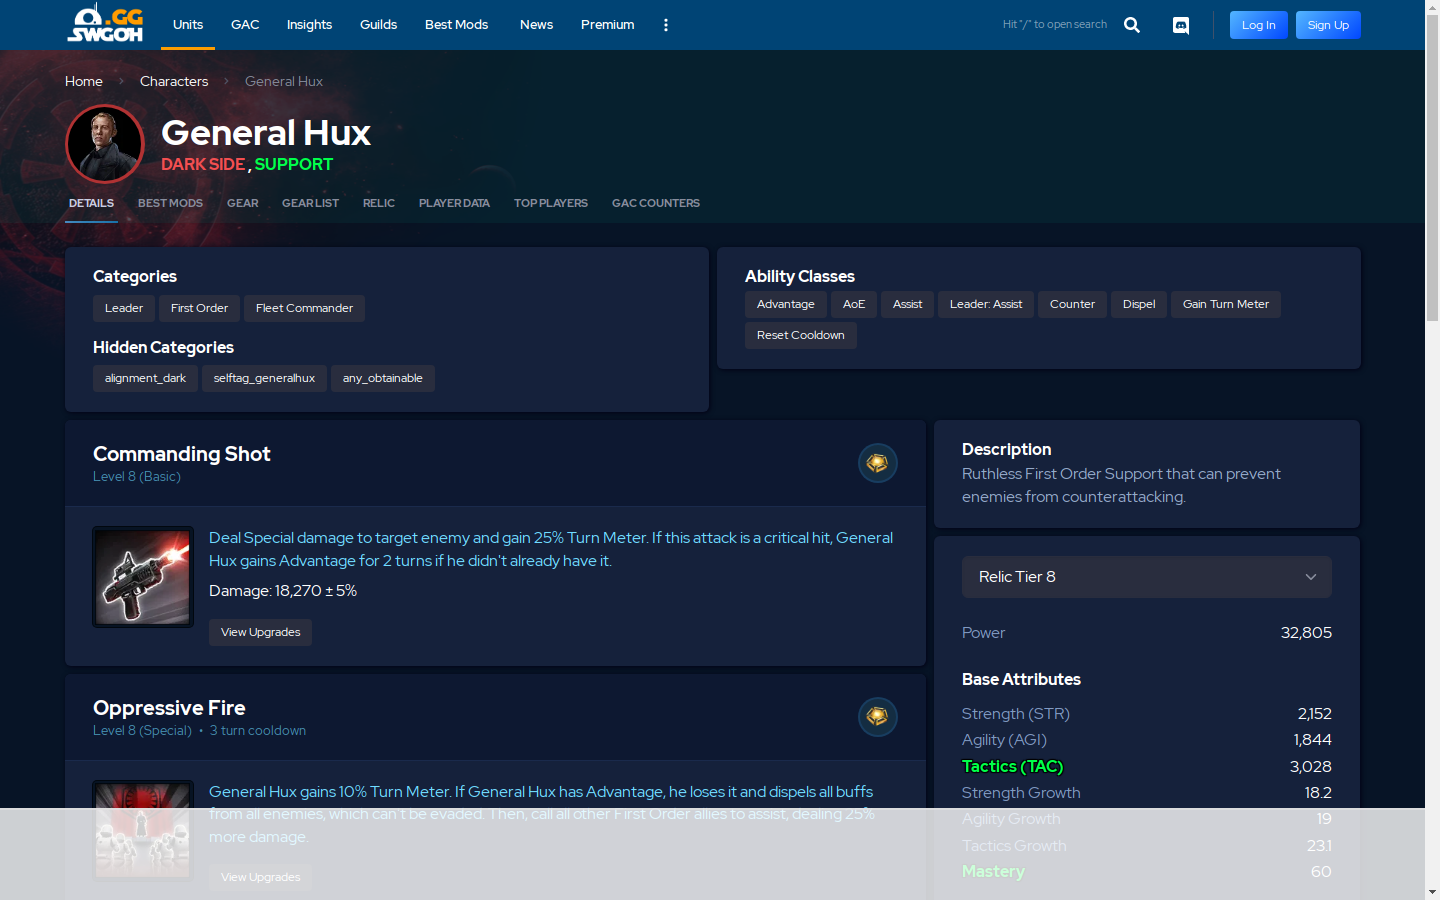 .GG
SWGOH
Units
GAC
Insights
Guilds
Best Mods
News
Premium
Hit "/" to open search
Log In
Sign Up
Home
Characters
General Hux
General Hux
DARK SIDE , SUPPORT
DETAILS
BEST MODS
GEAR
GEAR LIST
RELIC
PLAYER DATA
TOP PLAYERS
GAC COUNTERS
Categories
Leader
First Order
Fleet Commander
Hidden Categories
alignment_dark
selftag_generalhux
any_obtainable
Ability Classes
Advantage
AoE
Assist
Leader: Assist
Counter
Dispel
Gain Turn Meter
Reset Cooldown
Commanding Shot
Level 8 (Basic)
Deal Special damage to target enemy and gain 25% Turn Meter. If this attack is a critical hit, General
Hux gains Advantage for 2 turns if he didn't already have it.
Damage: 18,270 ± 5%
View Upgrades
Oppressive Fire
Level 8 (Special) • 3 turn cooldown
General Hux gains 10% Turn Meter. If General Hux has Advantage, he loses it and dispels all buffs
from all enemies, which can't be evaded. Then, call all other First Order allies to assist, dealing 25%
more damage.
View Upgrades
Description
Ruthless First Order Support that can prevent
enemies from counterattacking.
Relic Tier 8
Power 32,805
Base Attributes
Strength (STR) 2,152
Agility (AGI) 1,844
Tactics (TAC) 3,028
Strength Growth 18.2
Agility Growth 19
Tactics Growth 23.1
Mastery 60